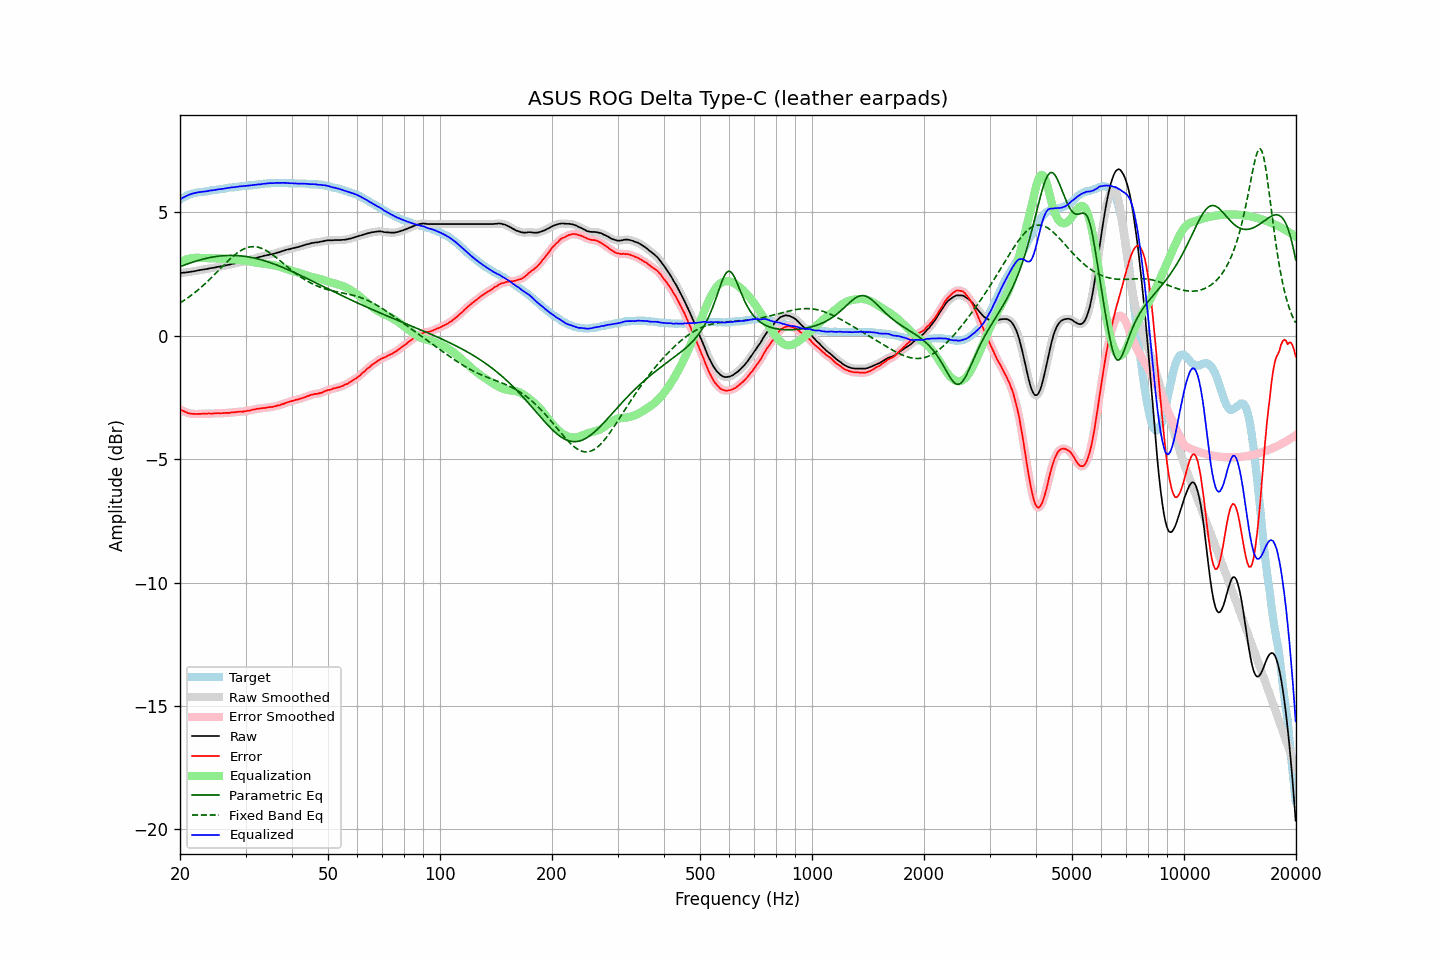 ASUS ROG Delta Type-C (leather earpads)
Amplitude (dBr)
5
0
−5
−10
−15
−20
Target
Raw Smoothed
Error Smoothed
Raw
Error
Equalization
Parametric Eq
Fixed Band Eq
Equalized
20 50 100 200 500 1000 2000 5000 10000 20000
Frequency (Hz)